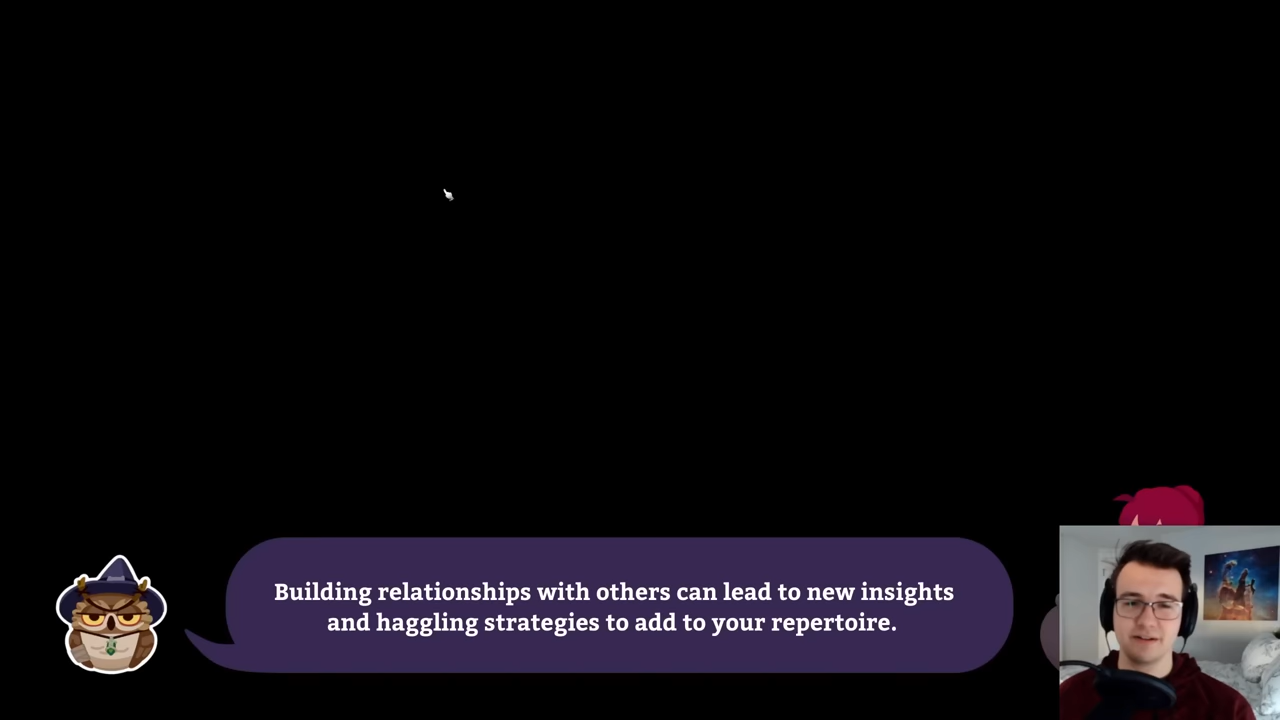 Building relationships with others can lead to new insights
and haggling strategies to add to your repertoire.